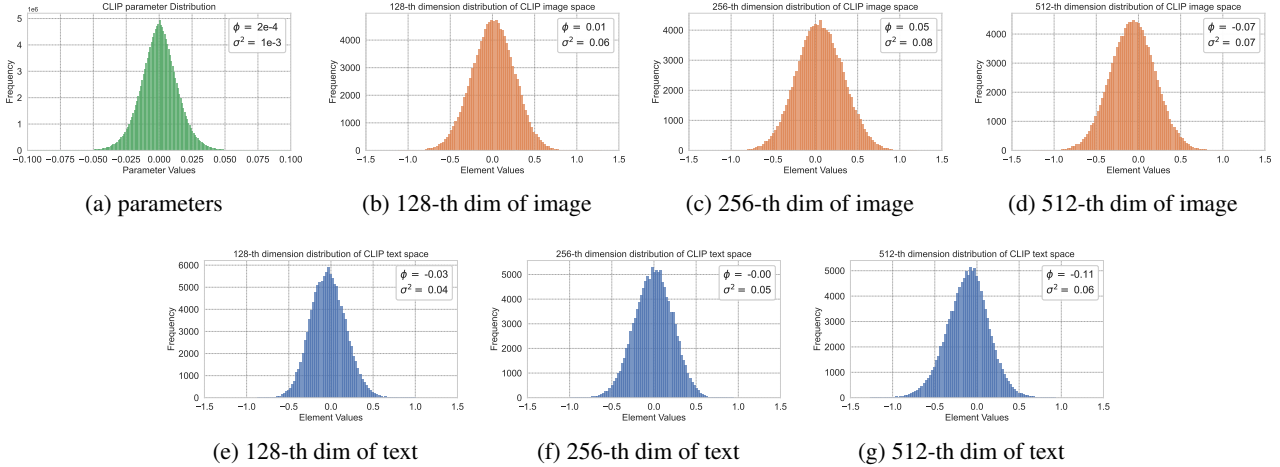 CLIP parameter Distribution
1e6
ϕ = 2e-4
σ² = 1e-3
Frequency
5
4
3
2
1
0
−0.100 −0.075 −0.050 −0.025 0.000 0.025 0.050 0.075 0.100
Parameter Values
(a) parameters
128-th dimension distribution of CLIP image space
ϕ = 0.01
σ² = 0.06
Frequency
4000
3000
2000
1000
0
−1.5 −1.0 −0.5 0.0 0.5 1.0 1.5
Element Values
(b) 128-th dim of image
256-th dimension distribution of CLIP image space
ϕ = 0.05
σ² = 0.08
Frequency
4000
3000
2000
1000
0
−1.5 −1.0 −0.5 0.0 0.5 1.0 1.5
Element Values
(c) 256-th dim of image
512-th dimension distribution of CLIP image space
ϕ = -0.07
σ² = 0.07
Frequency
4000
3000
2000
1000
0
−1.5 −1.0 −0.5 0.0 0.5 1.0 1.5
Element Values
(d) 512-th dim of image
128-th dimension distribution of CLIP text space
ϕ = -0.03
σ² = 0.04
Frequency
6000
5000
4000
3000
2000
1000
0
−1.5 −1.0 −0.5 0.0 0.5 1.0 1.5
Element Values
(e) 128-th dim of text
256-th dimension distribution of CLIP text space
ϕ = -0.00
σ² = 0.05
Frequency
5000
4000
3000
2000
1000
0
−1.5 −1.0 −0.5 0.0 0.5 1.0 1.5
Element Values
(f) 256-th dim of text
512-th dimension distribution of CLIP text space
ϕ = -0.11
σ² = 0.06
Frequency
5000
4000
3000
2000
1000
0
−1.5 −1.0 −0.5 0.0 0.5 1.0 1.5
Element Values
(g) 512-th dim of text